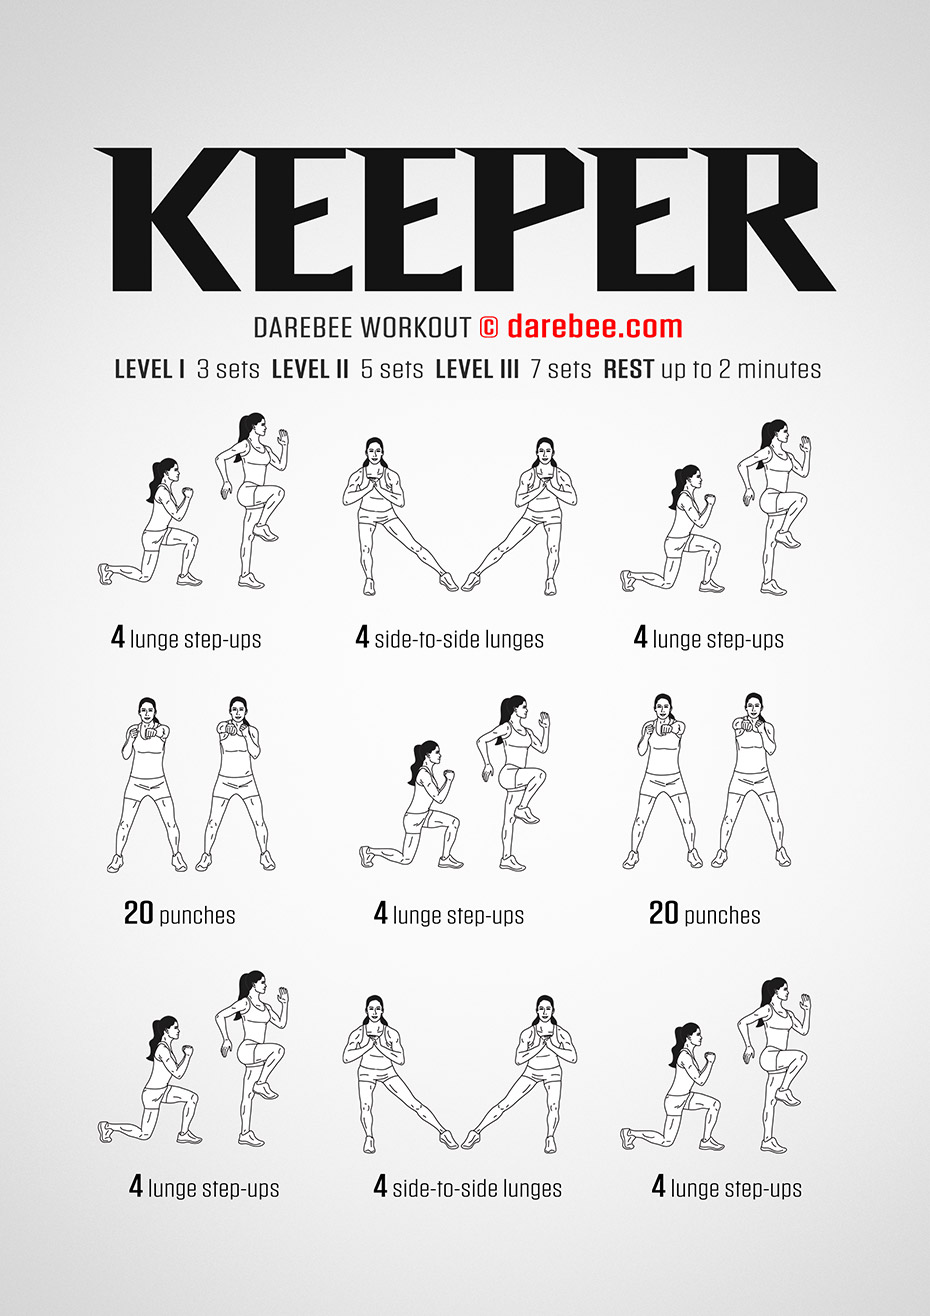 KEEPER
DAREBEE WORKOUT © darebee.com
LEVEL I 3 sets LEVEL II 5 sets LEVEL III 7 sets REST up to 2 minutes
4 lunge step-ups
4 side-to-side lunges
4 lunge step-ups
20 punches
4 lunge step-ups
20 punches
4 lunge step-ups
4 side-to-side lunges
4 lunge step-ups